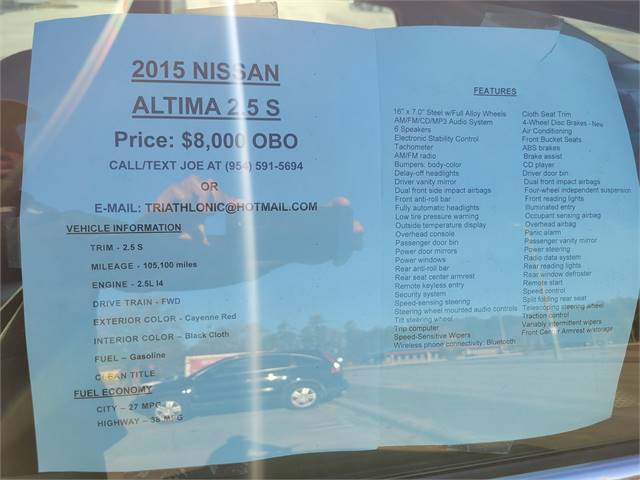 2015 NISSAN
ALTIMA 2.5 S
Price: $8,000 OBO
CALL/TEXT JOE AT (954) 591-5694
OR
E-MAIL: TRIATHLONIC@HOTMAIL.COM
VEHICLE INFORMATION
TRIM - 2.5 S
MILEAGE - 105,100 miles
ENGINE - 2.5L I4
DRIVE TRAIN - FWD
EXTERIOR COLOR - Cayenne Red
INTERIOR COLOR - Black Cloth
FUEL – Gasoline
CLEAN TITLE
FUEL ECONOMY
CITY – 27 MPG
HIGHWAY – 38 MPG
FEATURES
16" x 7.0" Steel w/Full Alloy Wheels
AM/FM/CD/MP3 Audio System
6 Speakers
Electronic Stability Control
Tachometer
AM/FM radio
Bumpers: body-color
Delay-off headlights
Driver vanity mirror
Dual front side impact airbags
Front anti-roll bar
Fully automatic headlights
Low tire pressure warning
Outside temperature display
Overhead console
Passenger door bin
Power door mirrors
Power windows
Rear anti-roll bar
Rear seat center armrest
Remote keyless entry
Security system
Speed-sensing steering
Steering wheel mounted audio controls
Tilt steering wheel
Trip computer
Speed-Sensitive Wipers
Wireless phone connectivity: Bluetooth
Cloth Seat Trim
4-Wheel Disc Brakes - New
Air Conditioning
Front Bucket Seats
ABS brakes
Brake assist
CD player
Driver door bin
Dual front impact airbags
Four-wheel independent suspension
Front reading lights
Illuminated entry
Occupant sensing airbag
Overhead airbag
Panic alarm
Passenger vanity mirror
Power steering
Radio data system
Rear reading lights
Rear window defroster
Remote start
Speed control
Split folding rear seat
Telescoping steering wheel
Traction control
Variably intermittent wipers
Front Center Armrest w/storage